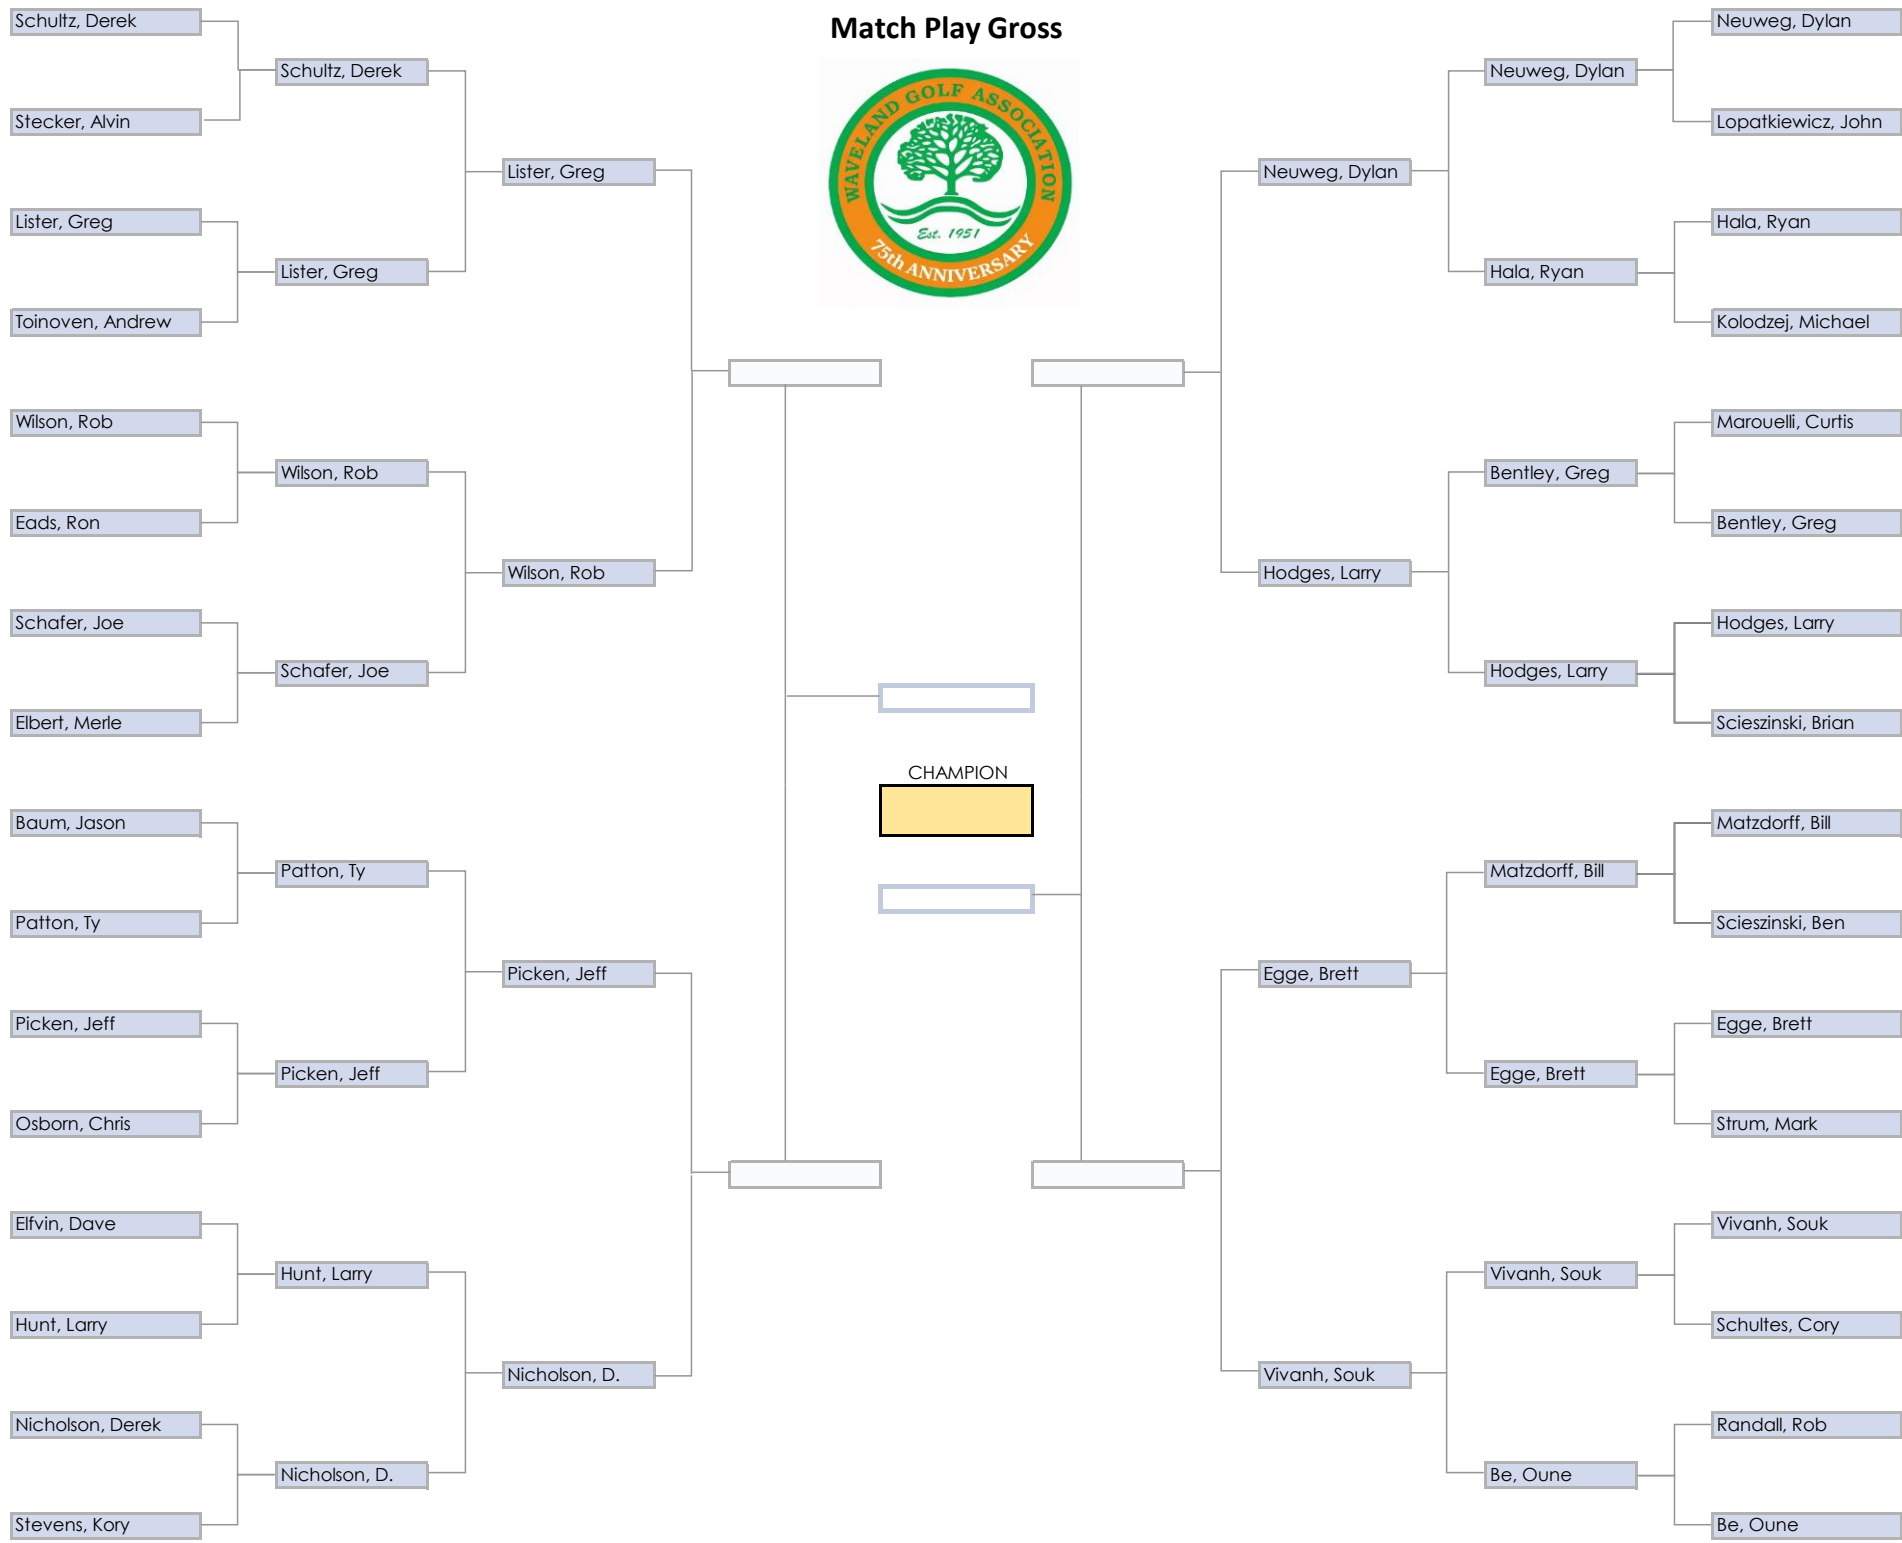 Match Play Gross
WAVELAND GOLF ASSOCIATION
Est. 1951
75th ANNIVERSARY
Schultz, Derek
Stecker, Alvin
Lister, Greg
Toinoven, Andrew
Wilson, Rob
Eads, Ron
Schafer, Joe
Elbert, Merle
Baum, Jason
Patton, Ty
Picken, Jeff
Osborn, Chris
Elfvin, Dave
Hunt, Larry
Nicholson, Derek
Stevens, Kory
Schultz, Derek
Lister, Greg
Wilson, Rob
Schafer, Joe
Patton, Ty
Picken, Jeff
Hunt, Larry
Nicholson, D.
Lister, Greg
Wilson, Rob
Picken, Jeff
Nicholson, D.
CHAMPION
Neuweg, Dylan
Hodges, Larry
Egge, Brett
Vivanh, Souk
Neuweg, Dylan
Hala, Ryan
Bentley, Greg
Hodges, Larry
Matzdorff, Bill
Egge, Brett
Vivanh, Souk
Be, Oune
Neuweg, Dylan
Lopatkiewicz, John
Hala, Ryan
Kolodzej, Michael
Marouelli, Curtis
Bentley, Greg
Hodges, Larry
Scieszinski, Brian
Matzdorff, Bill
Scieszinski, Ben
Egge, Brett
Strum, Mark
Vivanh, Souk
Schultes, Cory
Randall, Rob
Be, Oune